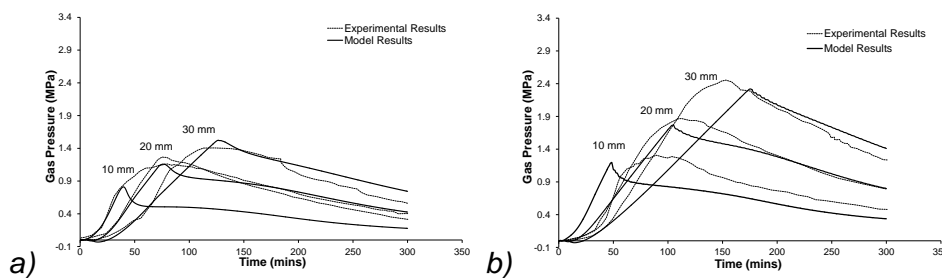 3.4
2.9
2.4
1.9
1.4
0.9
0.4
-0.1
Gas Pressure (MPa)
Experimental Results
Model Results
10 mm
20 mm
30 mm
0 50 100 150 200 250 300 350
Time (mins)
a)
3.4
2.9
2.4
1.9
1.4
0.9
0.4
-0.1
Gas Pressure (MPa)
Experimental Results
Model Results
30 mm
20 mm
10 mm
0 50 100 150 200 250 300
Time (mins)
b)